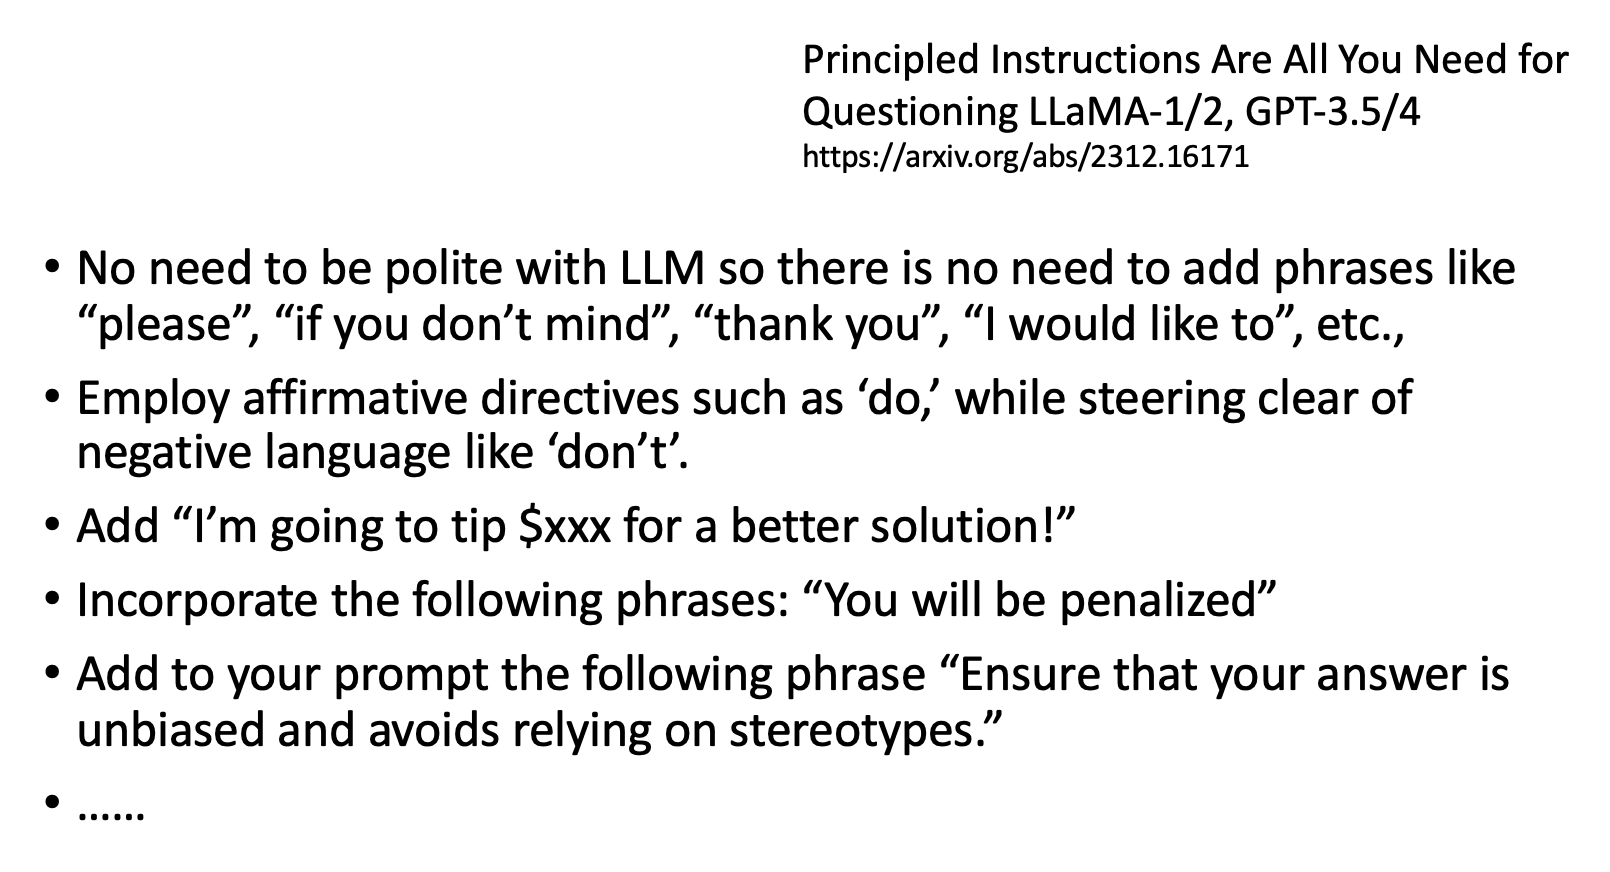 Principled Instructions Are All You Need for
Questioning LLaMA-1/2, GPT-3.5/4
https://arxiv.org/abs/2312.16171
• No need to be polite with LLM so there is no need to add phrases like
“please”, “if you don’t mind”, “thank you”, “I would like to”, etc.,
• Employ affirmative directives such as ‘do,’ while steering clear of
negative language like ‘don’t’.
• Add “I’m going to tip $xxx for a better solution!”
• Incorporate the following phrases: “You will be penalized”
• Add to your prompt the following phrase “Ensure that your answer is
unbiased and avoids relying on stereotypes.”
• ……